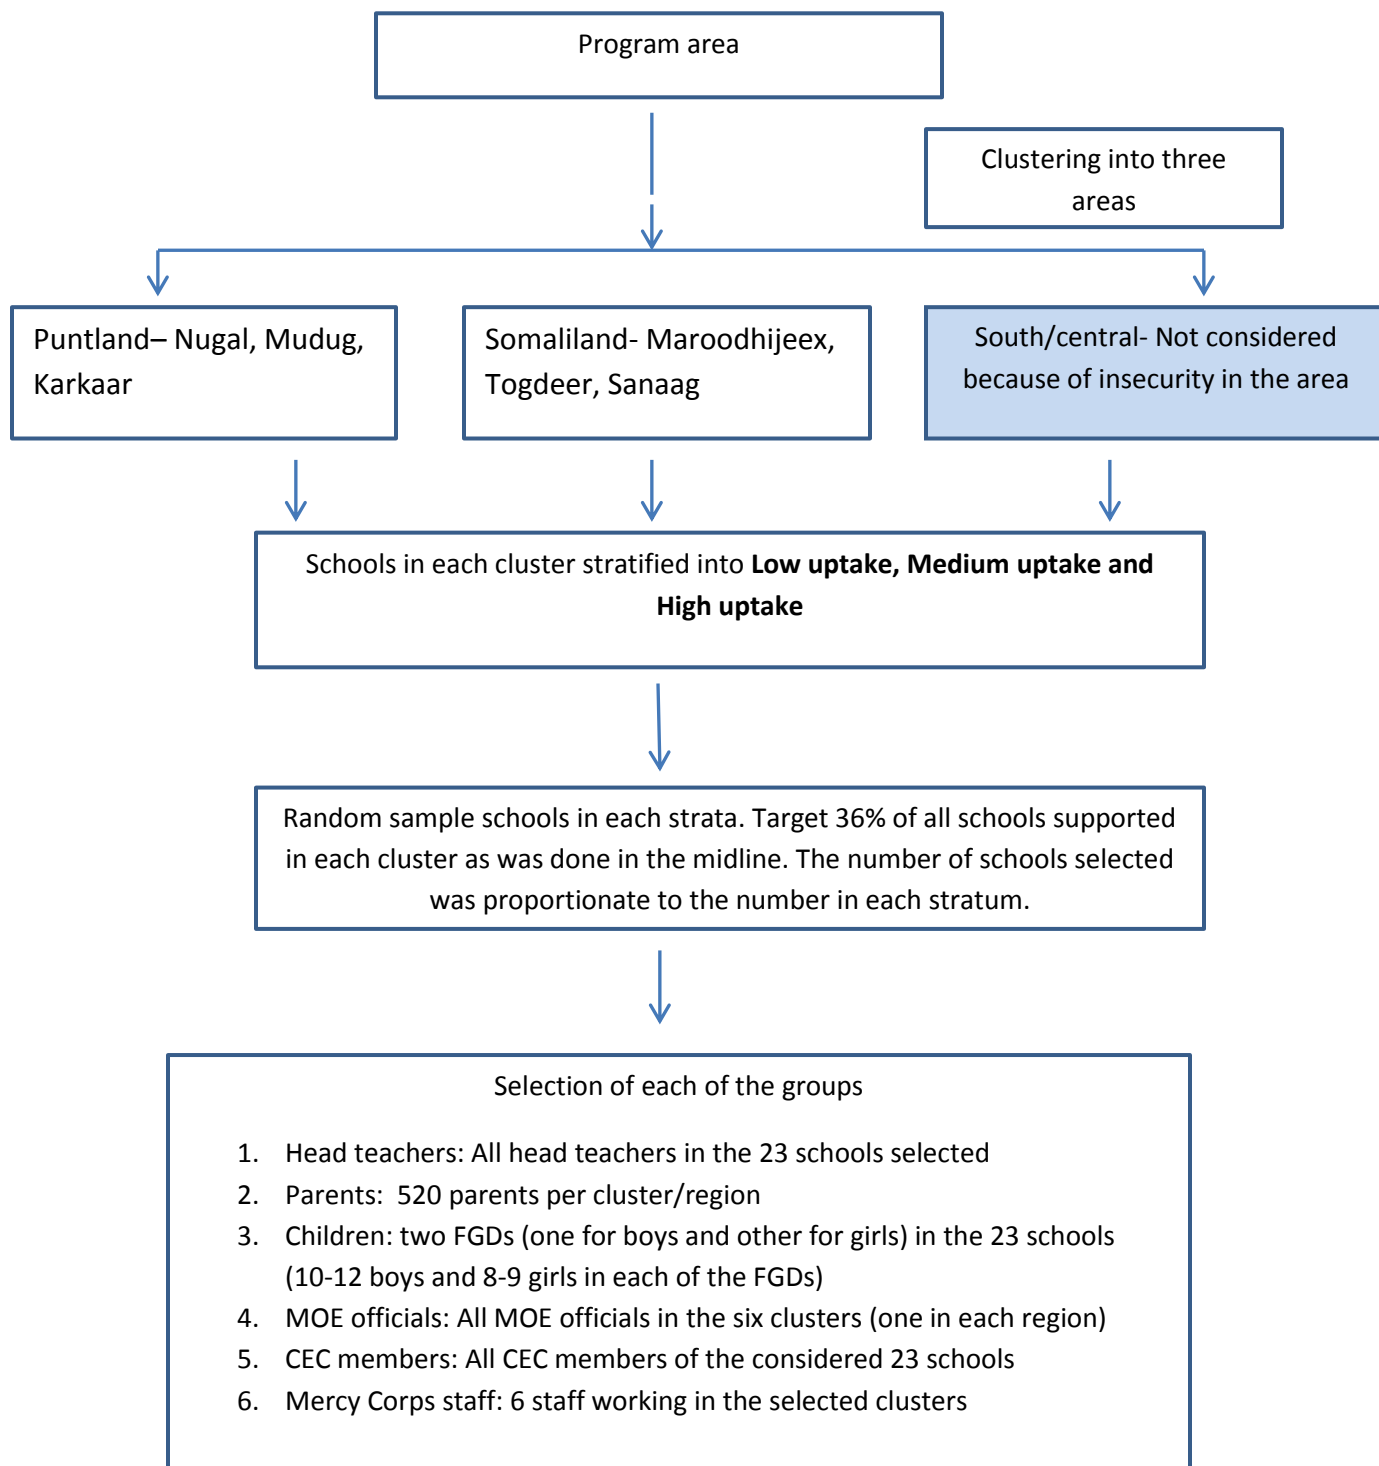 Program area
Clustering into three
areas
Puntland– Nugal, Mudug,
Karkaar
Somaliland- Maroodhijeex,
Togdeer, Sanaag
South/central- Not considered
because of insecurity in the area
Schools in each cluster stratified into Low uptake, Medium uptake and
High uptake
Random sample schools in each strata. Target 36% of all schools supported
in each cluster as was done in the midline. The number of schools selected
was proportionate to the number in each stratum.
Selection of each of the groups
1. Head teachers: All head teachers in the 23 schools selected
2. Parents: 520 parents per cluster/region
3. Children: two FGDs (one for boys and other for girls) in the 23 schools
(10-12 boys and 8-9 girls in each of the FGDs)
4. MOE officials: All MOE officials in the six clusters (one in each region)
5. CEC members: All CEC members of the considered 23 schools
6. Mercy Corps staff: 6 staff working in the selected clusters